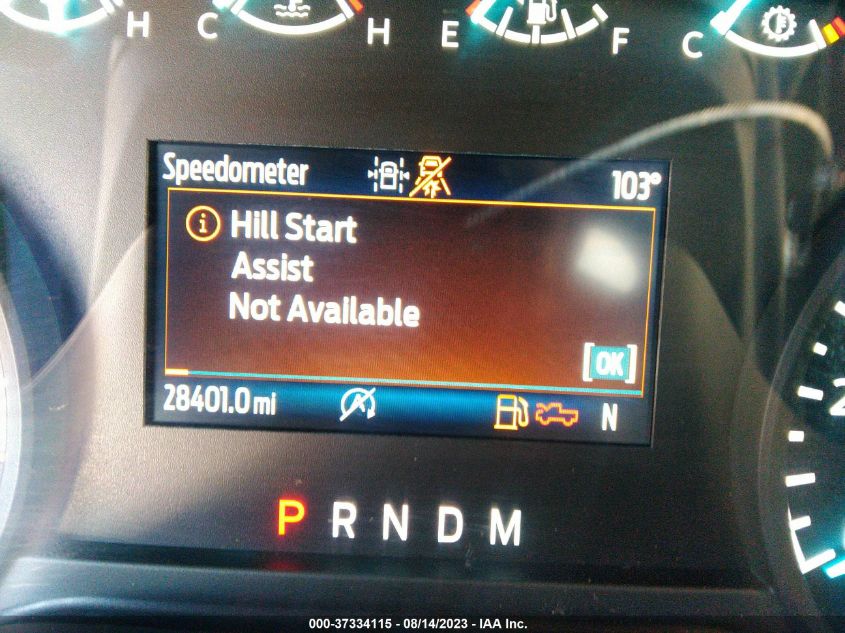 H C H E F C
Speedometer 103°
i Hill Start
Assist
Not Available
[OK]
28401.0 mi A N
P R N D M
000-37334115 - 08/14/2023 - IAA Inc.